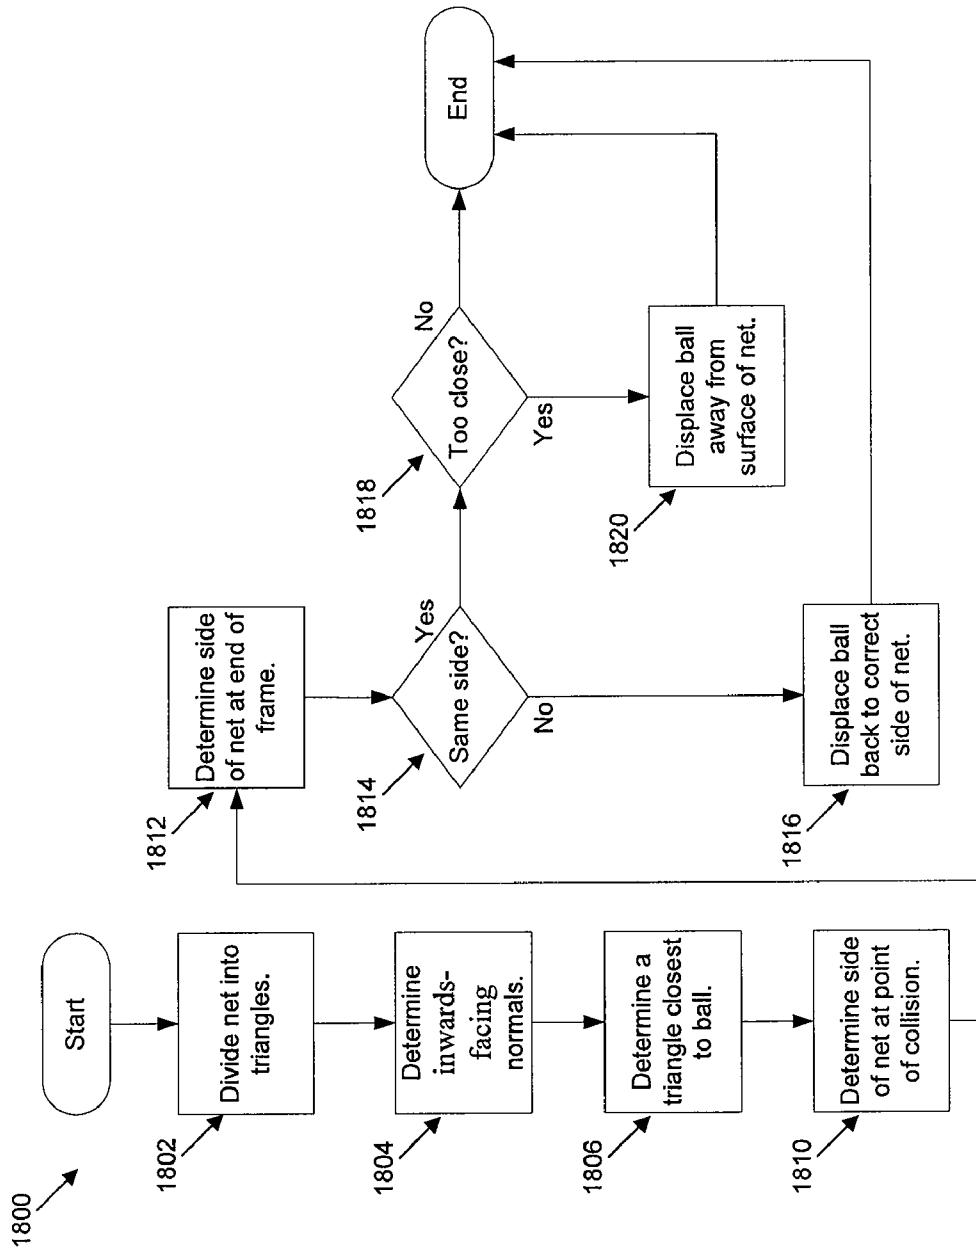 1800
Start
1802
Divide net into
triangles.
1804
Determine
inwards-
facing
normals.
1806
Determine a
triangle closest
to ball.
1810
Determine side
of net at point
of collision.
1812
Determine side
of net at end of
frame.
1814
Same side?
Yes
No
1816
Displace ball
back to correct
side of net.
1818
Too close?
No
Yes
1820
Displace ball
away from
surface of net.
End